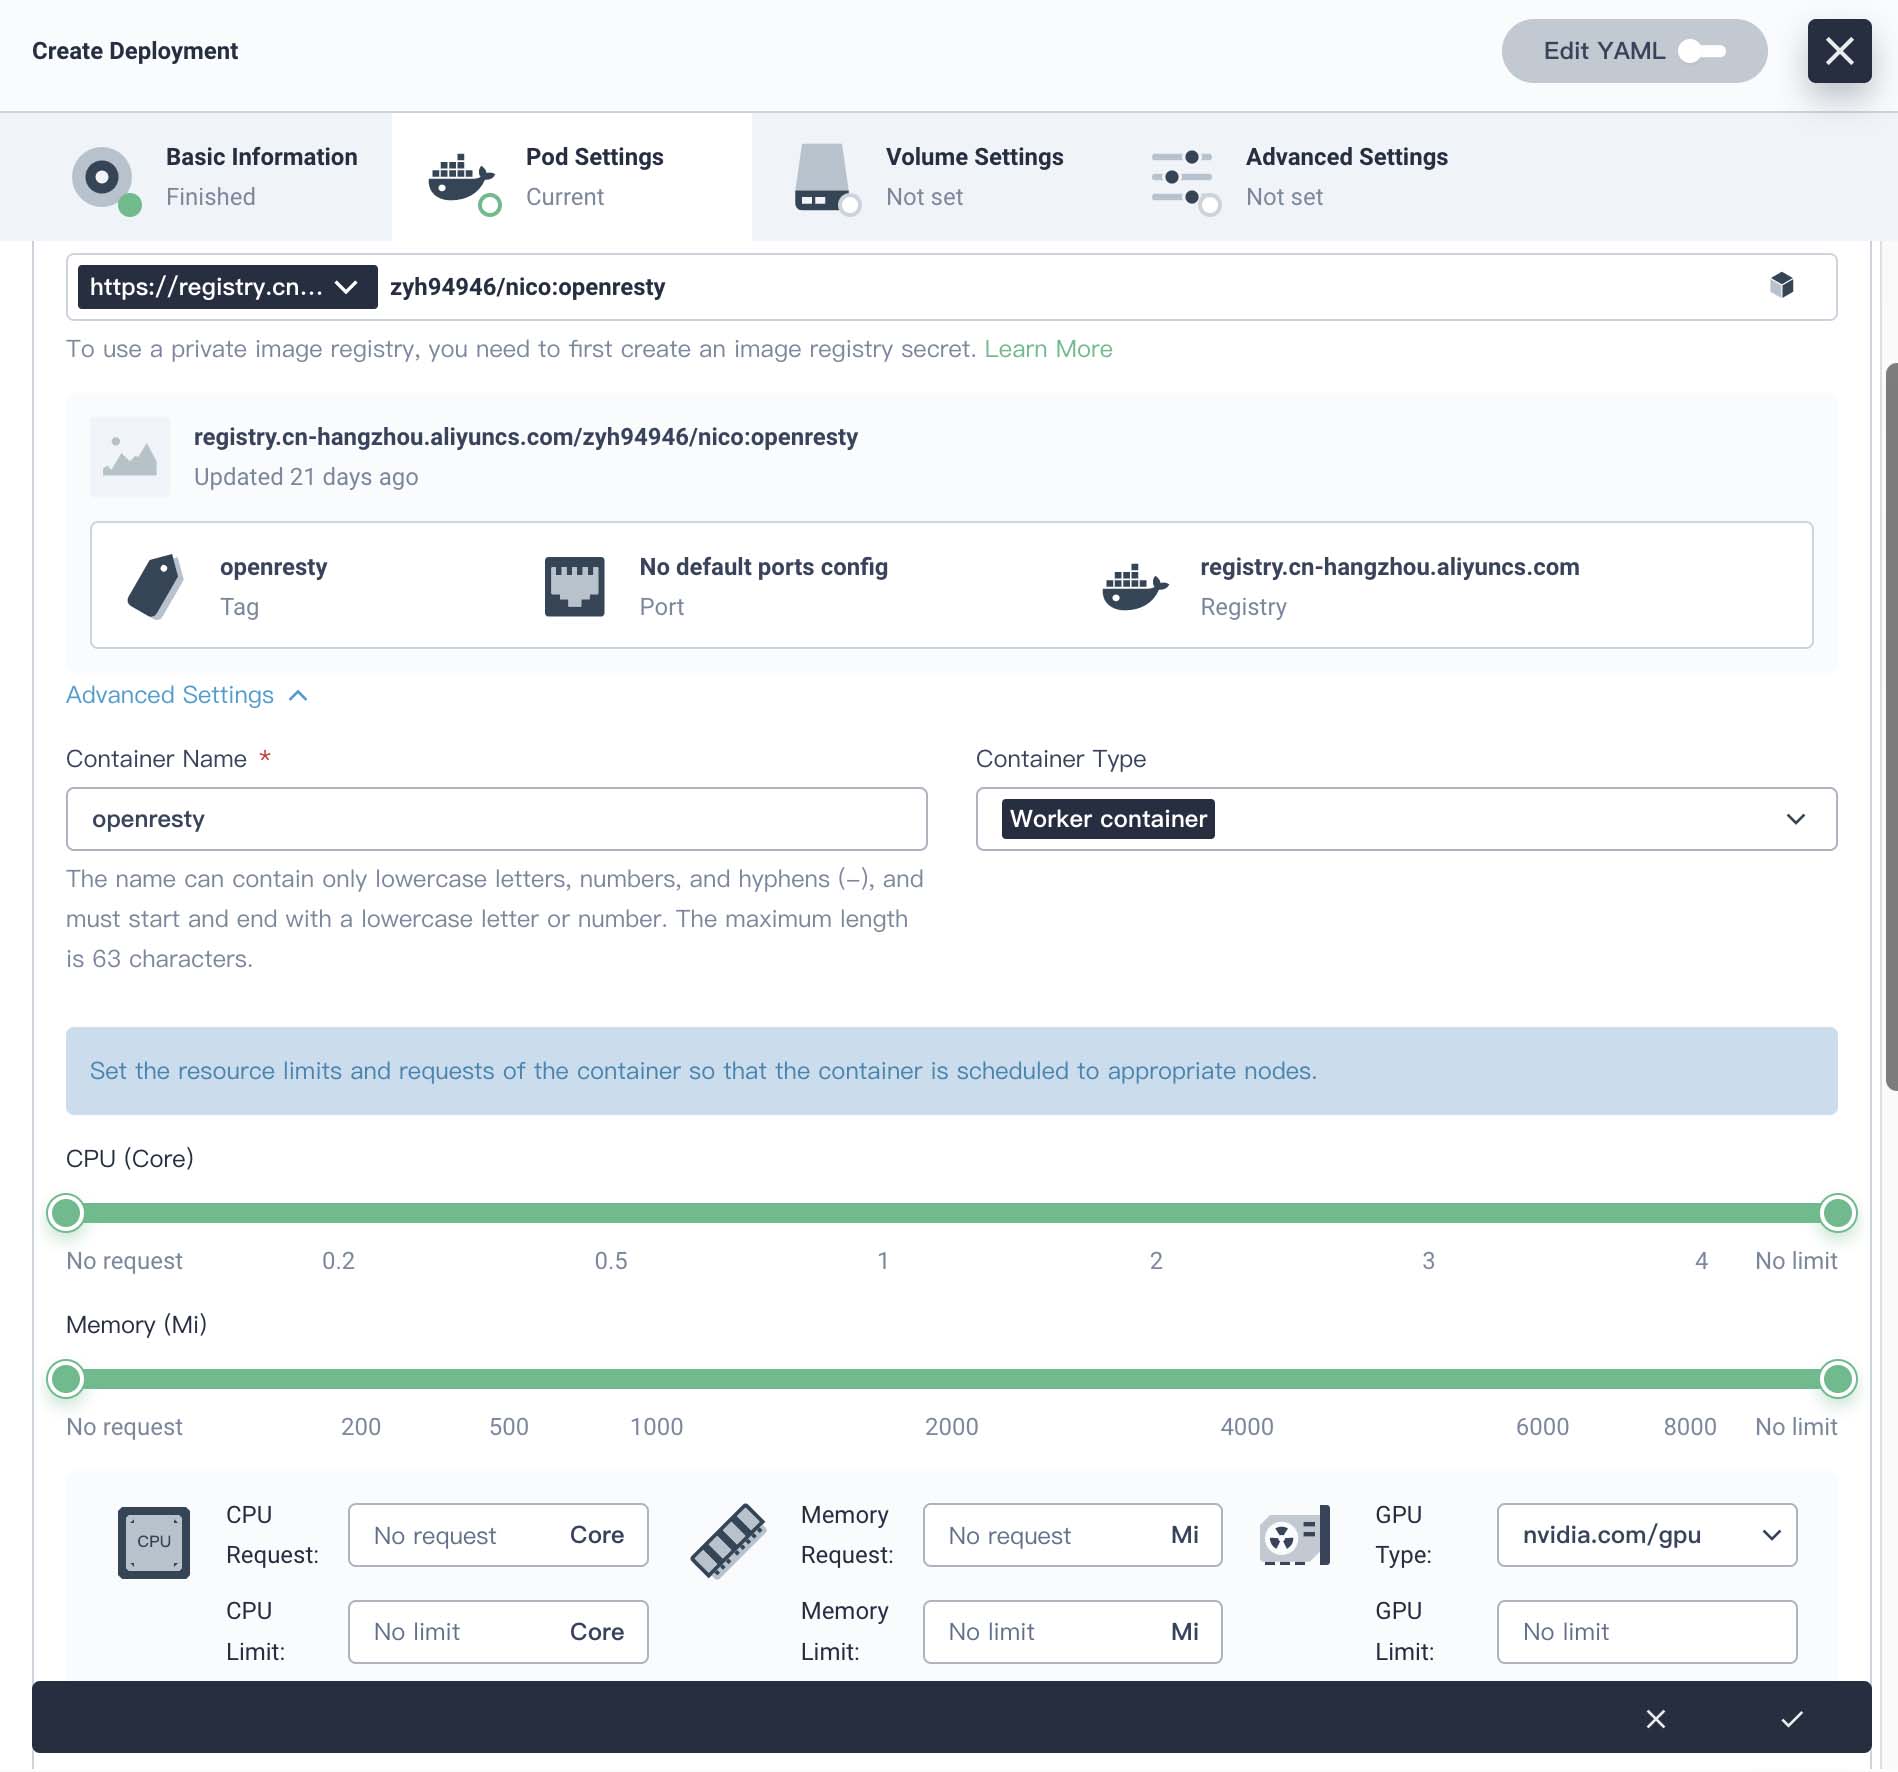 Create Deployment
Edit YAML
Basic Information
Finished
Pod Settings
Current
Volume Settings
Not set
Advanced Settings
Not set
https://registry.cn... zyh94946/nico:openresty
To use a private image registry, you need to first create an image registry secret. Learn More
registry.cn-hangzhou.aliyuncs.com/zyh94946/nico:openresty
Updated 21 days ago
openresty
Tag
No default ports config
Port
registry.cn-hangzhou.aliyuncs.com
Registry
Advanced Settings
Container Name *
openresty
The name can contain only lowercase letters, numbers, and hyphens (-), and
must start and end with a lowercase letter or number. The maximum length
is 63 characters.
Container Type
Worker container
Set the resource limits and requests of the container so that the container is scheduled to appropriate nodes.
CPU (Core)
No request 0.2 0.5 1 2 3 4 No limit
Memory (Mi)
No request 200 500 1000 2000 4000 6000 8000 No limit
CPU
CPU
Request:
No request Core
CPU
Limit:
No limit Core
Memory
Request:
No request Mi
Memory
Limit:
No limit Mi
GPU
Type:
nvidia.com/gpu
GPU
Limit:
No limit